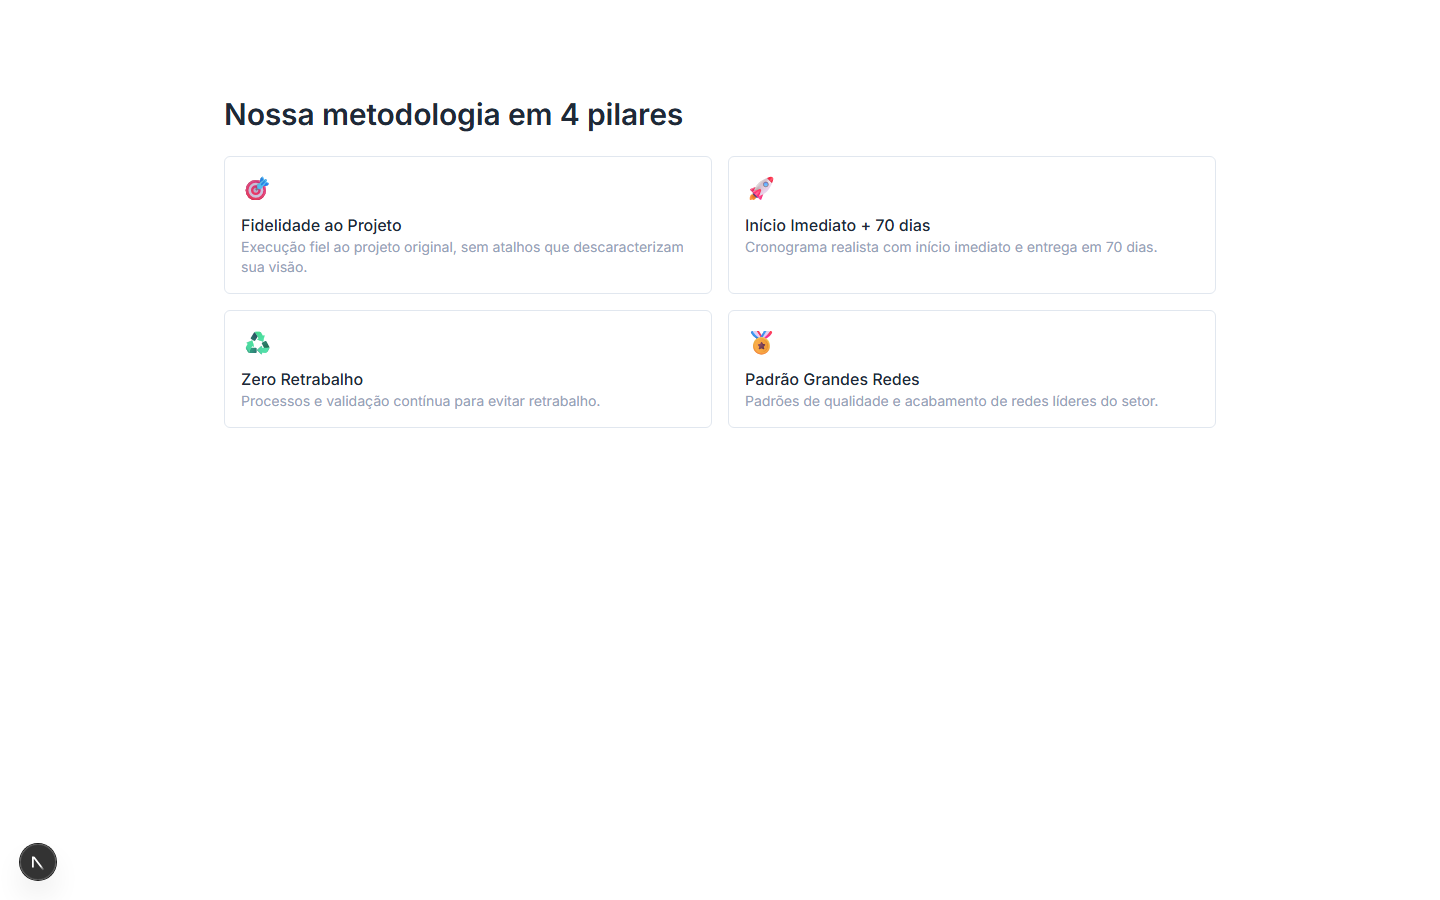 Nossa metodologia em 4 pilares
Fidelidade ao Projeto
Execução fiel ao projeto original, sem atalhos que descaracterizam
sua visão.
Início Imediato + 70 dias
Cronograma realista com início imediato e entrega em 70 dias.
Zero Retrabalho
Processos e validação contínua para evitar retrabalho.
Padrão Grandes Redes
Padrões de qualidade e acabamento de redes líderes do setor.